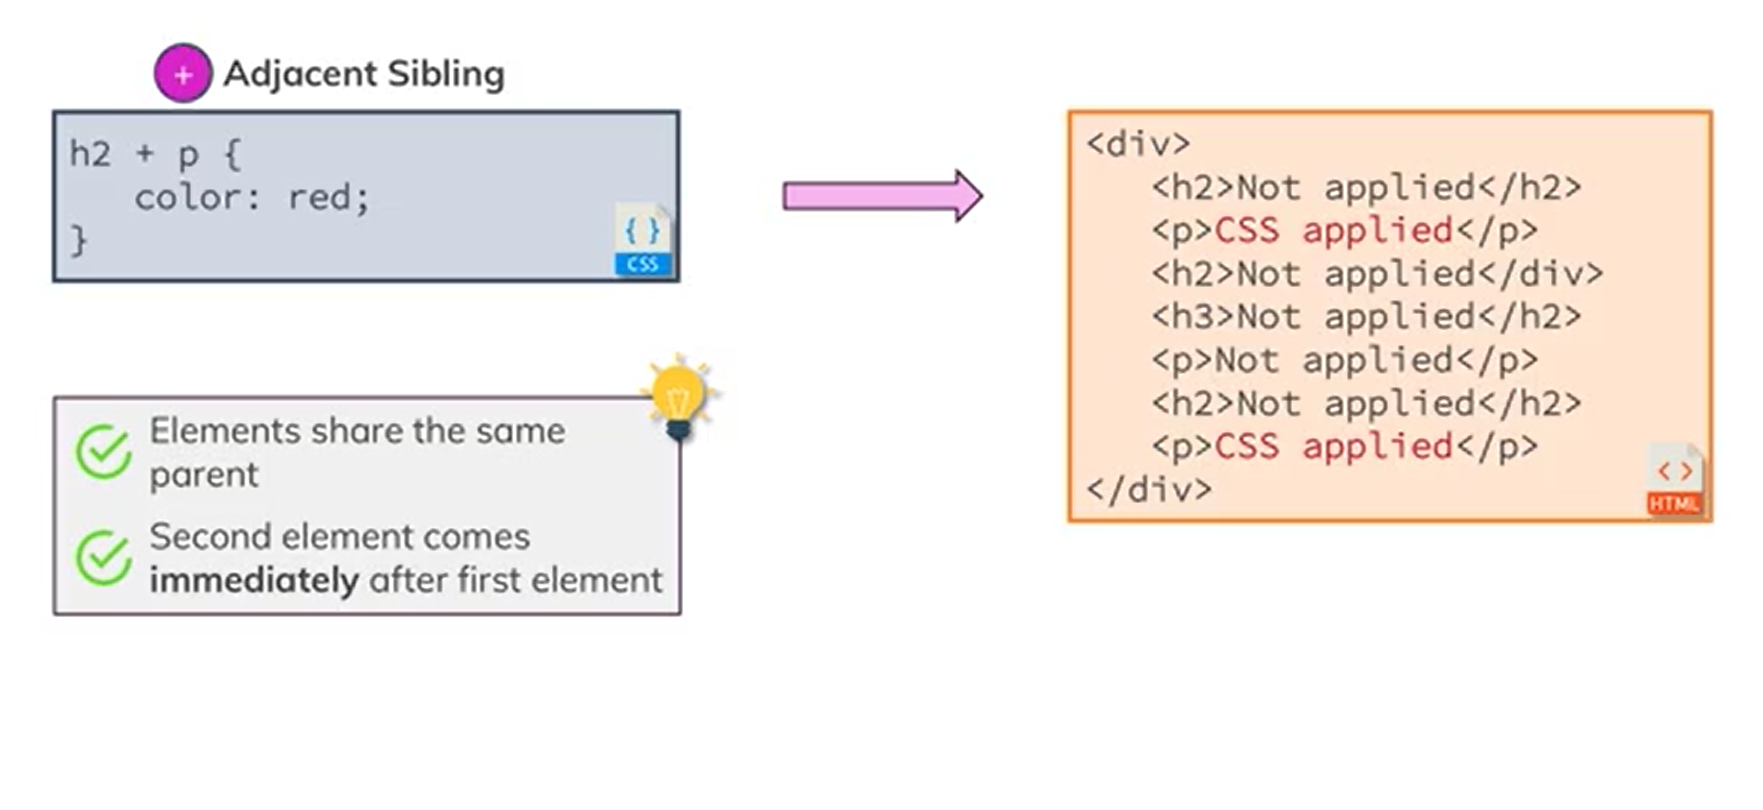 + Adjacent Sibling
h2 + p {
color: red;
}
{ }
CSS
Elements share the same
parent
Second element comes
immediately after first element
<div>
<h2>Not applied</h2>
<p>CSS applied</p>
<h2>Not applied</div>
<h3>Not applied</h2>
<p>Not applied</p>
<h2>Not applied</h2>
<p>CSS applied</p>
</div>
< >
HTML